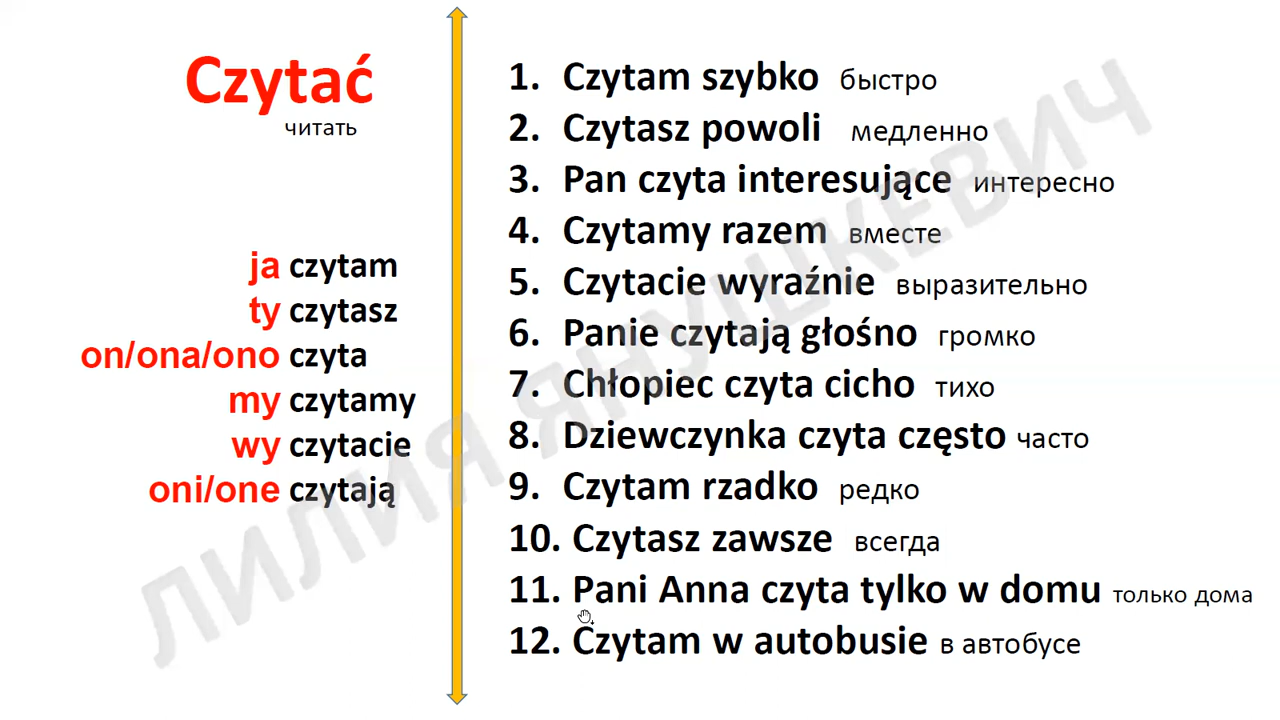 Czytać
читать
ja czytam
ty czytasz
on/ona/ono czyta
my czytamy
wy czytacie
oni/one czytają
1. Czytam szybko быстро
2. Czytasz powoli медленно
3. Pan czyta interesujące интересно
4. Czytamy razem вместе
5. Czytacie wyraźnie выразительно
6. Panie czytają głośno громко
7. Chłopiec czyta cicho тихо
8. Dziewczynka czyta często часто
9. Czytam rzadko редко
10. Czytasz zawsze всегда
11. Pani Anna czyta tylko w domu только дома
12. Czytam w autobusie в автобусе
ЛИЛИЯ ЯНУШКЕВИЧ